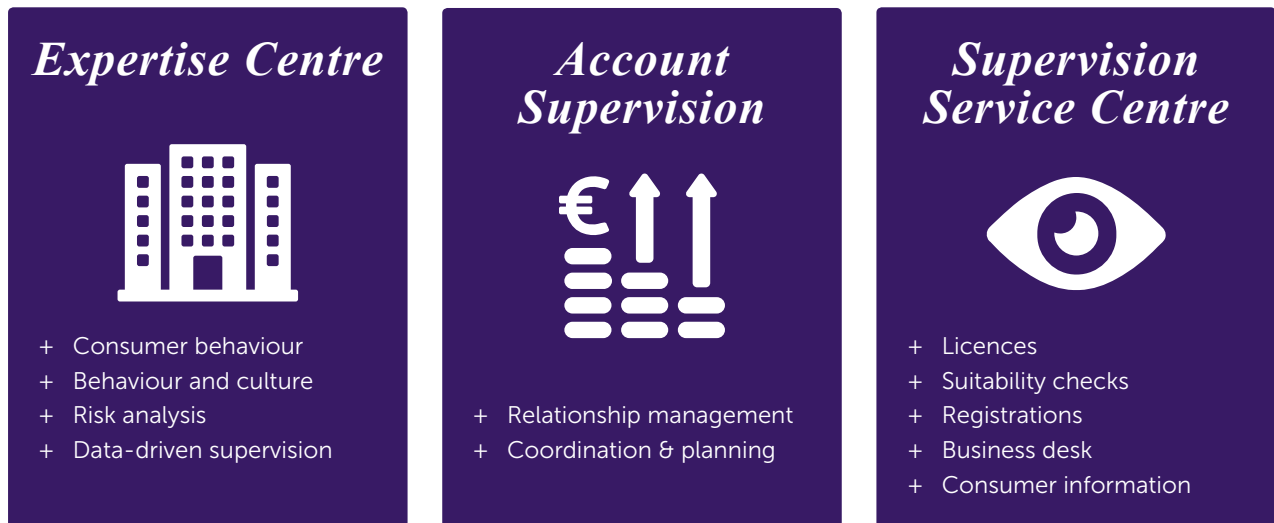 Expertise Centre
+ Consumer behaviour
+ Behaviour and culture
+ Risk analysis
+ Data-driven supervision
Account
Supervision
€
+ Relationship management
+ Coordination & planning
Supervision
Service Centre
+ Licences
+ Suitability checks
+ Registrations
+ Business desk
+ Consumer information